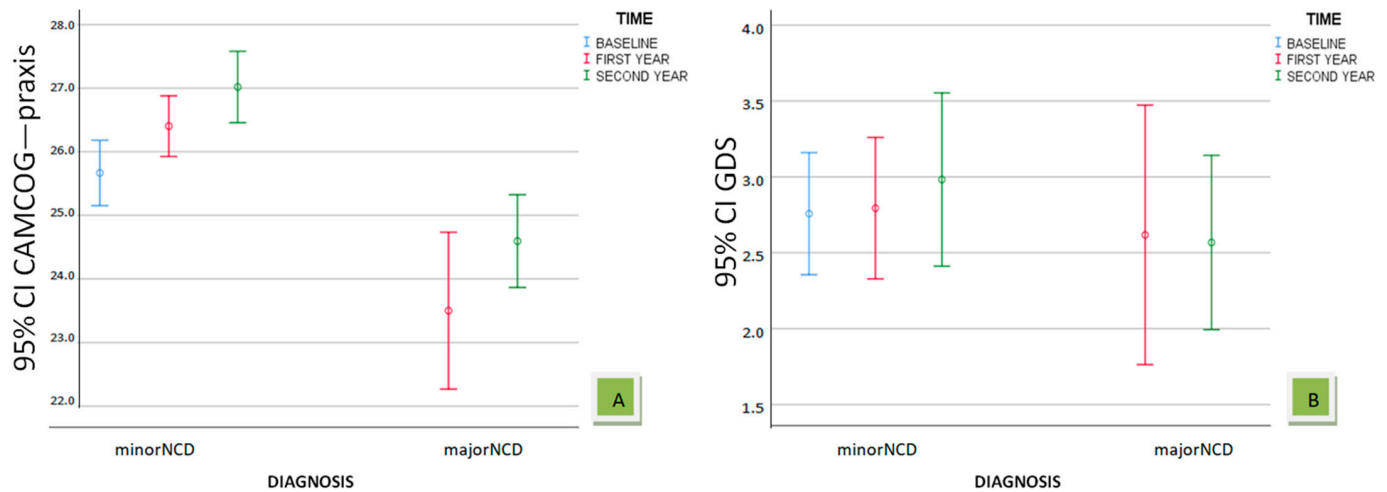 95% CI CAMCOG—praxis
28.0
27.0
26.0
25.0
24.0
23.0
22.0
TIME
BASELINE
FIRST YEAR
SECOND YEAR
A
minorNCD majorNCD
DIAGNOSIS
95% CI GDS
4.0
3.5
3.0
2.5
2.0
1.5
TIME
BASELINE
FIRST YEAR
SECOND YEAR
B
minorNCD majorNCD
DIAGNOSIS